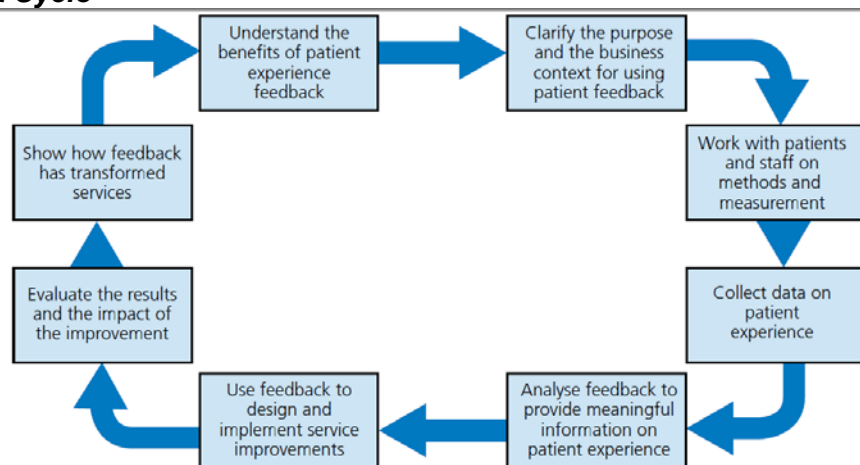 Cycle
Understand the
benefits of patient
experience
feedback
Clarify the purpose
and the business
context for using
patient feedback
Work with patients
and staff on
methods and
measurement
Collect data on
patient
experience
Analyse feedback to
provide meaningful
information on
patient experience
Use feedback to
design and
implement service
improvements
Evaluate the results
and the impact of
the improvement
Show how feedback
has transformed
services